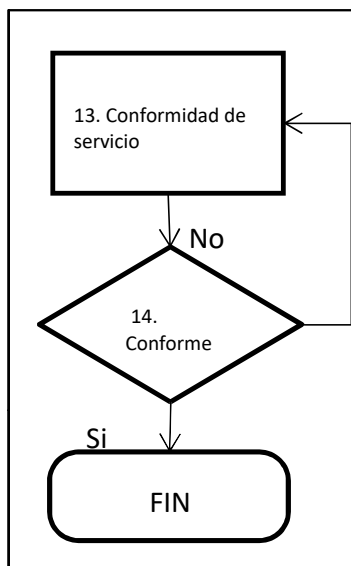 13. Conformidad de
servicio
No
14.
Conforme
Si
FIN